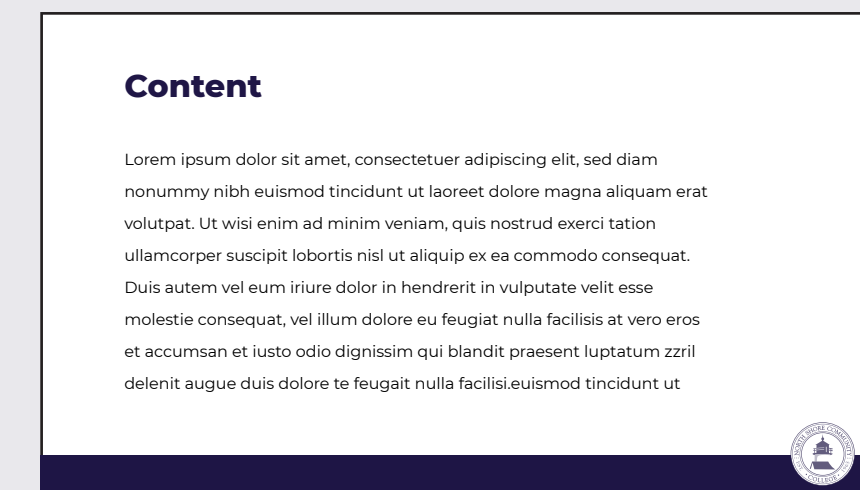 Content
Lorem ipsum dolor sit amet, consectetuer adipiscing elit, sed diam
nonummy nibh euismod tincidunt ut laoreet dolore magna aliquam erat
volutpat. Ut wisi enim ad minim veniam, quis nostrud exerci tation
ullamcorper suscipit lobortis nisl ut aliquip ex ea commodo consequat.
Duis autem vel eum iriure dolor in hendrerit in vulputate velit esse
molestie consequat, vel illum dolore eu feugiat nulla facilisis at vero eros
et accumsan et iusto odio dignissim qui blandit praesent luptatum zzril
delenit augue duis dolore te feugait nulla facilisi.euismod tincidunt ut
NORTH SHORE COMMUNITY
COLLEGE